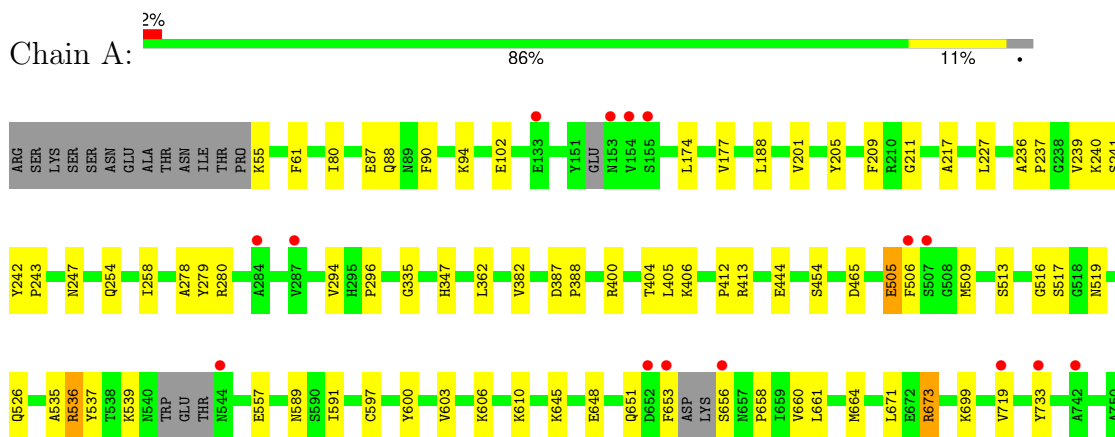 2%
Chain A:
86% 11% •
ARG SER LYS SER SER ASN GLU ALA THR ASN ILE THR PRO K55 F61 I80 E87 Q88 N89 F90 K94 E102 E133 Y151 GLU N153 V154 S155 L174 V177 L188 V201 Y205 F209 R210 G211 A217 L227 A236 P237 G238 V239 K240
Y242 P243 N247 Q254 I258 A278 Y279 R280 A284 V287 V294 H295 P296 G335 H347 L362 V382 D387 P388 R400 T404 L405 K406 P412 R413 E444 S454 D465 E505 F506 S507 G508 M509 S513 G516 S517 G518 N519
Q526 A535 R536 Y537 T538 K539 N540 TRP GLU THR N544 E557 N589 S590 I591 C597 Y600 V603 K606 K610 K645 E648 Q651 D652 F653 ASP LYS S656 N657 P658 I659 V660 L661 M664 L671 E672 R673 K699 V719 Y733 A742